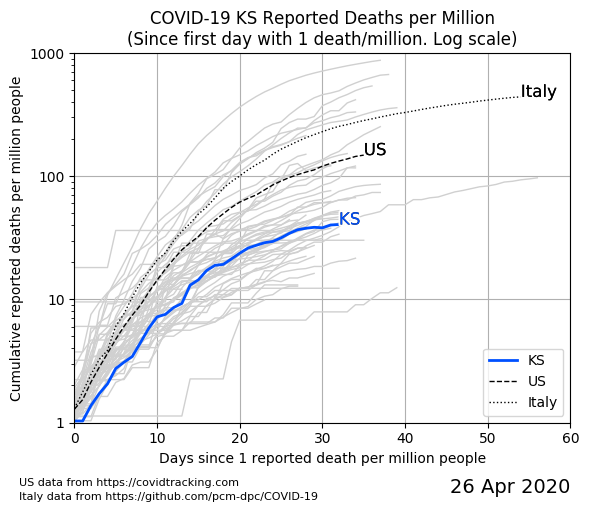 COVID-19 KS Reported Deaths per Million
(Since first day with 1 death/million. Log scale)
Cumulative reported deaths per million people
1000
100
10
1
Italy
US
KS
KS
US
Italy
0 10 20 30 40 50 60
Days since 1 reported death per million people
US data from https://covidtracking.com
Italy data from https://github.com/pcm-dpc/COVID-19
26 Apr 2020